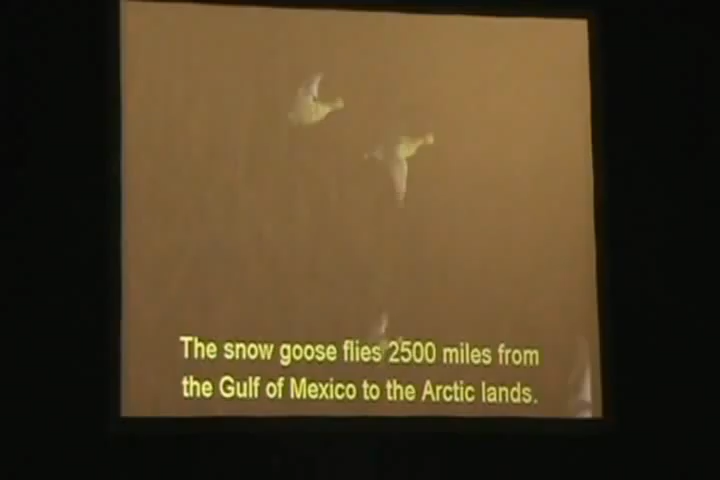 The snow goose flies 2500 miles from
the Gulf of Mexico to the Arctic lands.